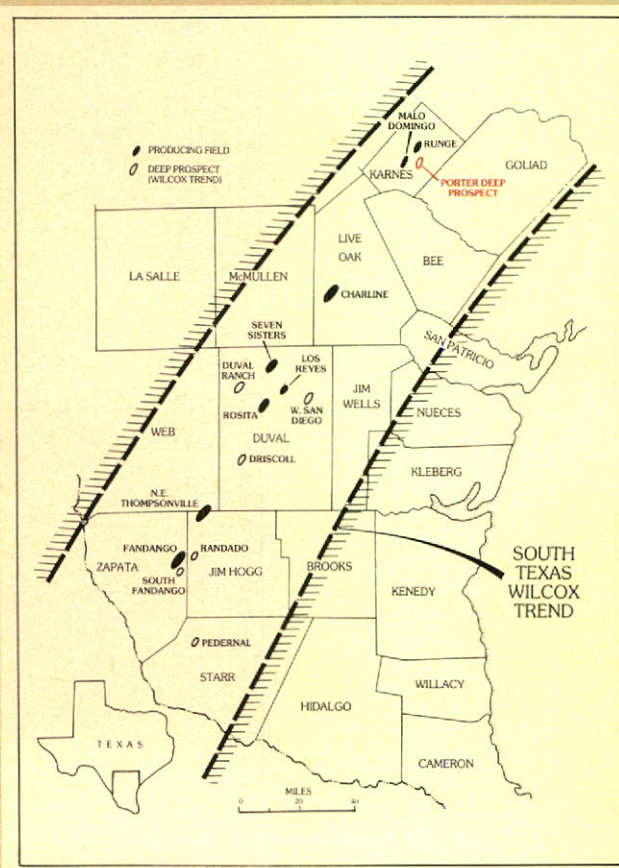 MALO
DOMINGO
RUNGE
PRODUCING FIELD
DEEP PROSPECT
(WILCOX TREND)
KARNES
GOLIAD
PORTER DEEP
PROSPECT
LIVE
OAK
BEE
LA SALLE
McMULLEN
CHARLINE
SEVEN
SISTERS
SAN PATRICIO
DUVAL
RANCH
LOS
REYES
JIM
WELLS
ROSITA
W. SAN
DIEGO
NUECES
WEB
DUVAL
DRISCOLL
KLEBERG
N.E.
THOMPSONVILLE
FANDANGO
RANDADO
SOUTH
TEXAS
WILCOX
TREND
ZAPATA
SOUTH
FANDANGO
JIM HOGG
BROOKS
KENEDY
PEDERNAL
STARR
WILLACY
HIDALGO
TEXAS
CAMERON
MILES
0 20 40